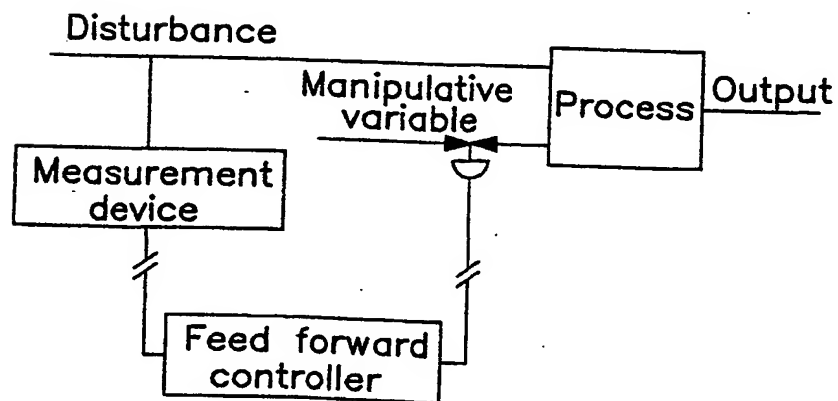 Disturbance
Manipulative
variable
Process
Output
Measurement
device
Feed forward
controller